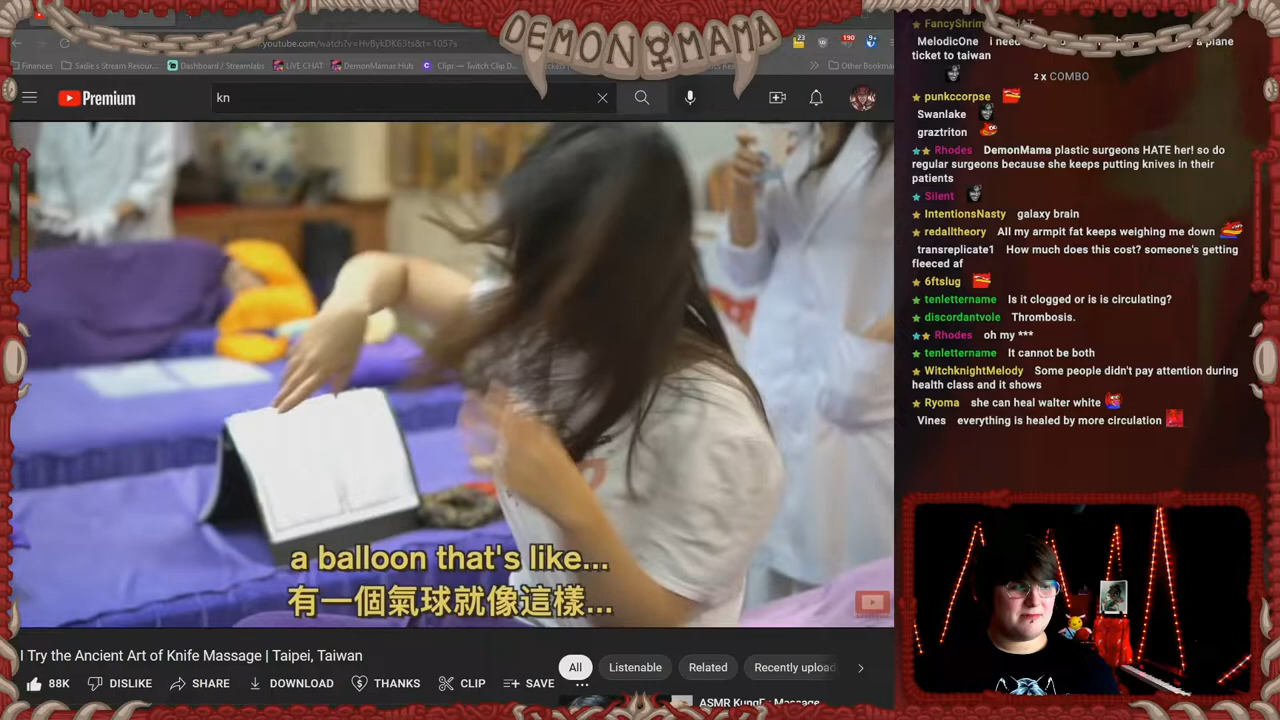 DEMON MAMA
youtube.com/watch?v=HvBykDK63ts&t=1057s
23
190
9+
Finances
Sadie's Stream Resour...
Dashboard / Streamlabs
LIVE CHAT
DemonMamas Hub
Clips — Twitch Clip D...
Other Bookma
Premium
kn
a balloon that's like...
有一個氣球就像這樣...
I Try the Ancient Art of Knife Massage | Taipei, Taiwan
88K
DISLIKE
SHARE
DOWNLOAD
THANKS
CLIP
SAVE
...
All
Listenable
Related
Recently upload
ASMR KungFu Massage
FancyShrim
MelodicOne i need
a plane
ticket to taiwan
2 x COMBO
punkccorpse
Swanlake
graztriton
Rhodes DemonMama plastic surgeons HATE her! so do
regular surgeons because she keeps putting knives in their
patients
Silent
IntentionsNasty galaxy brain
redalltheory All my armpit fat keeps weighing me down
transreplicate1 How much does this cost? someone's getting
fleeced af
6ftslug
tenlettername Is it clogged or is is circulating?
discordantvole Thrombosis.
Rhodes oh my ***
tenlettername It cannot be both
WitchknightMelody Some people didn't pay attention during
health class and it shows
Ryoma she can heal walter white
Vines everything is healed by more circulation